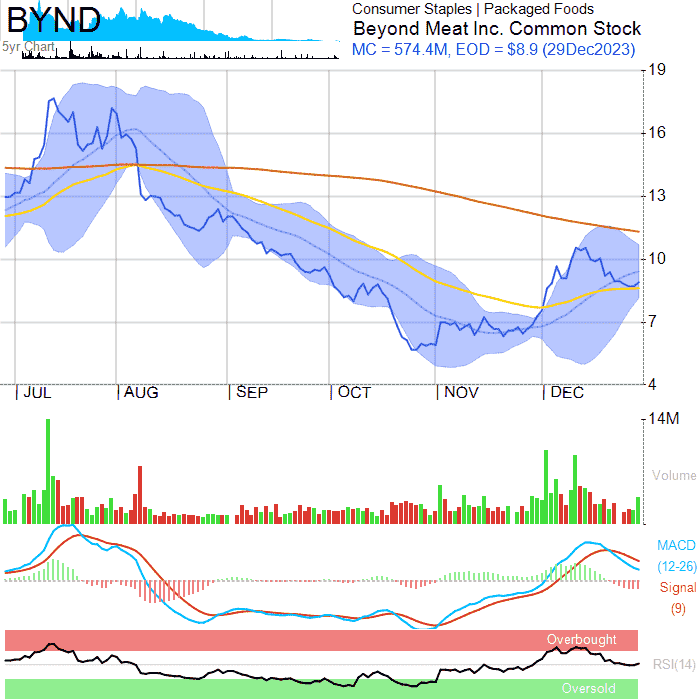 BYND
Consumer Staples | Packaged Foods
Beyond Meat Inc. Common Stock
5yr Chart
MC = 574.4M, EOD = $8.9 (29Dec2023)
19
16
13
10
7
4
|JUL |AUG |SEP |OCT |NOV |DEC
14M
Volume
MACD
(12-26)
Signal
(9)
Overbought
RSI(14)
Oversold